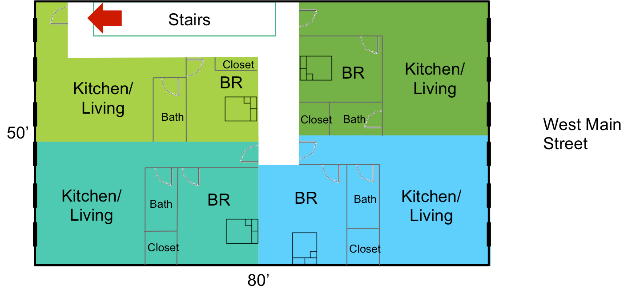 Stairs
Closet
BR
Kitchen/
Living
Bath
BR
Kitchen/
Living
Closet
Bath
50’
West Main
Street
Kitchen/
Living
Bath
BR
Closet
BR
Bath
Kitchen/
Living
Closet
80’